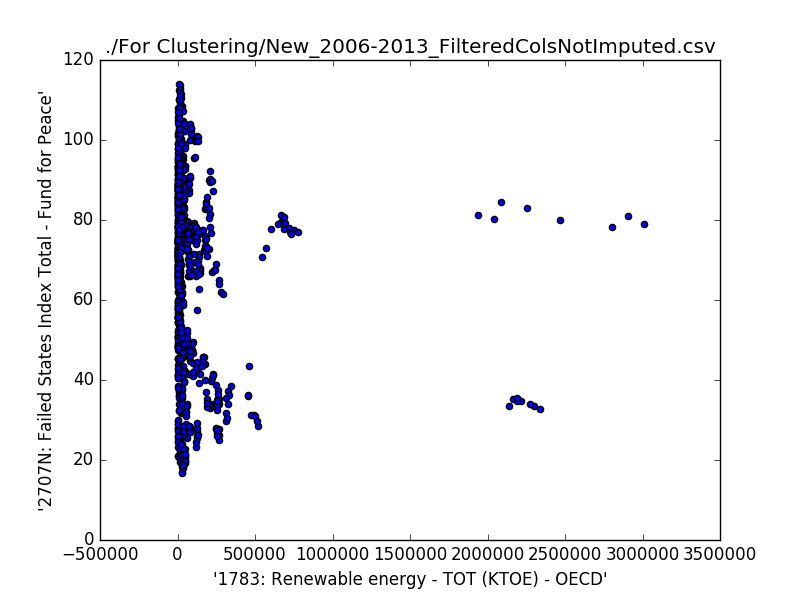 ./For Clustering/New_2006-2013_FilteredColsNotImputed.csv
120
100
80
60
40
20
0
'2707N: Failed States Index Total - Fund for Peace'
−500000 0 500000 1000000 1500000 2000000 2500000 3000000 3500000
'1783: Renewable energy - TOT (KTOE) - OECD'